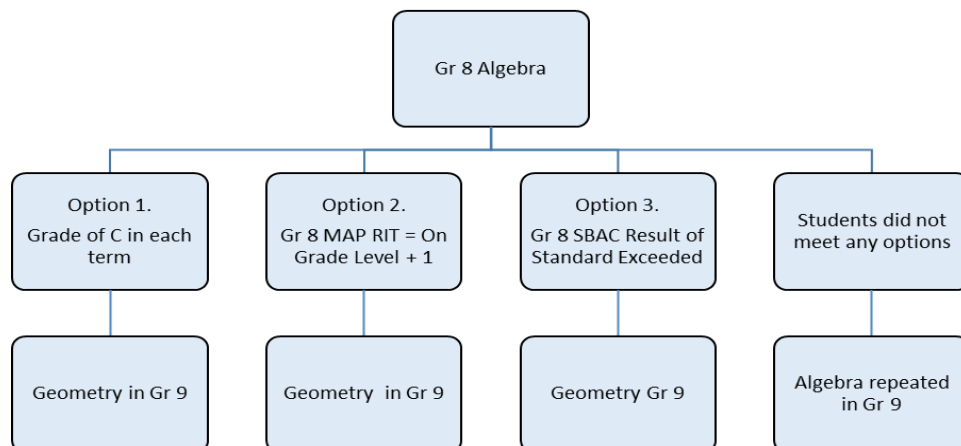 Gr 8 Algebra
Option 1.
Grade of C in each
term
Option 2.
Gr 8 MAP RIT = On
Grade Level + 1
Option 3.
Gr 8 SBAC Result of
Standard Exceeded
Students did not
meet any options
Geometry in Gr 9
Geometry in Gr 9
Geometry Gr 9
Algebra repeated
in Gr 9